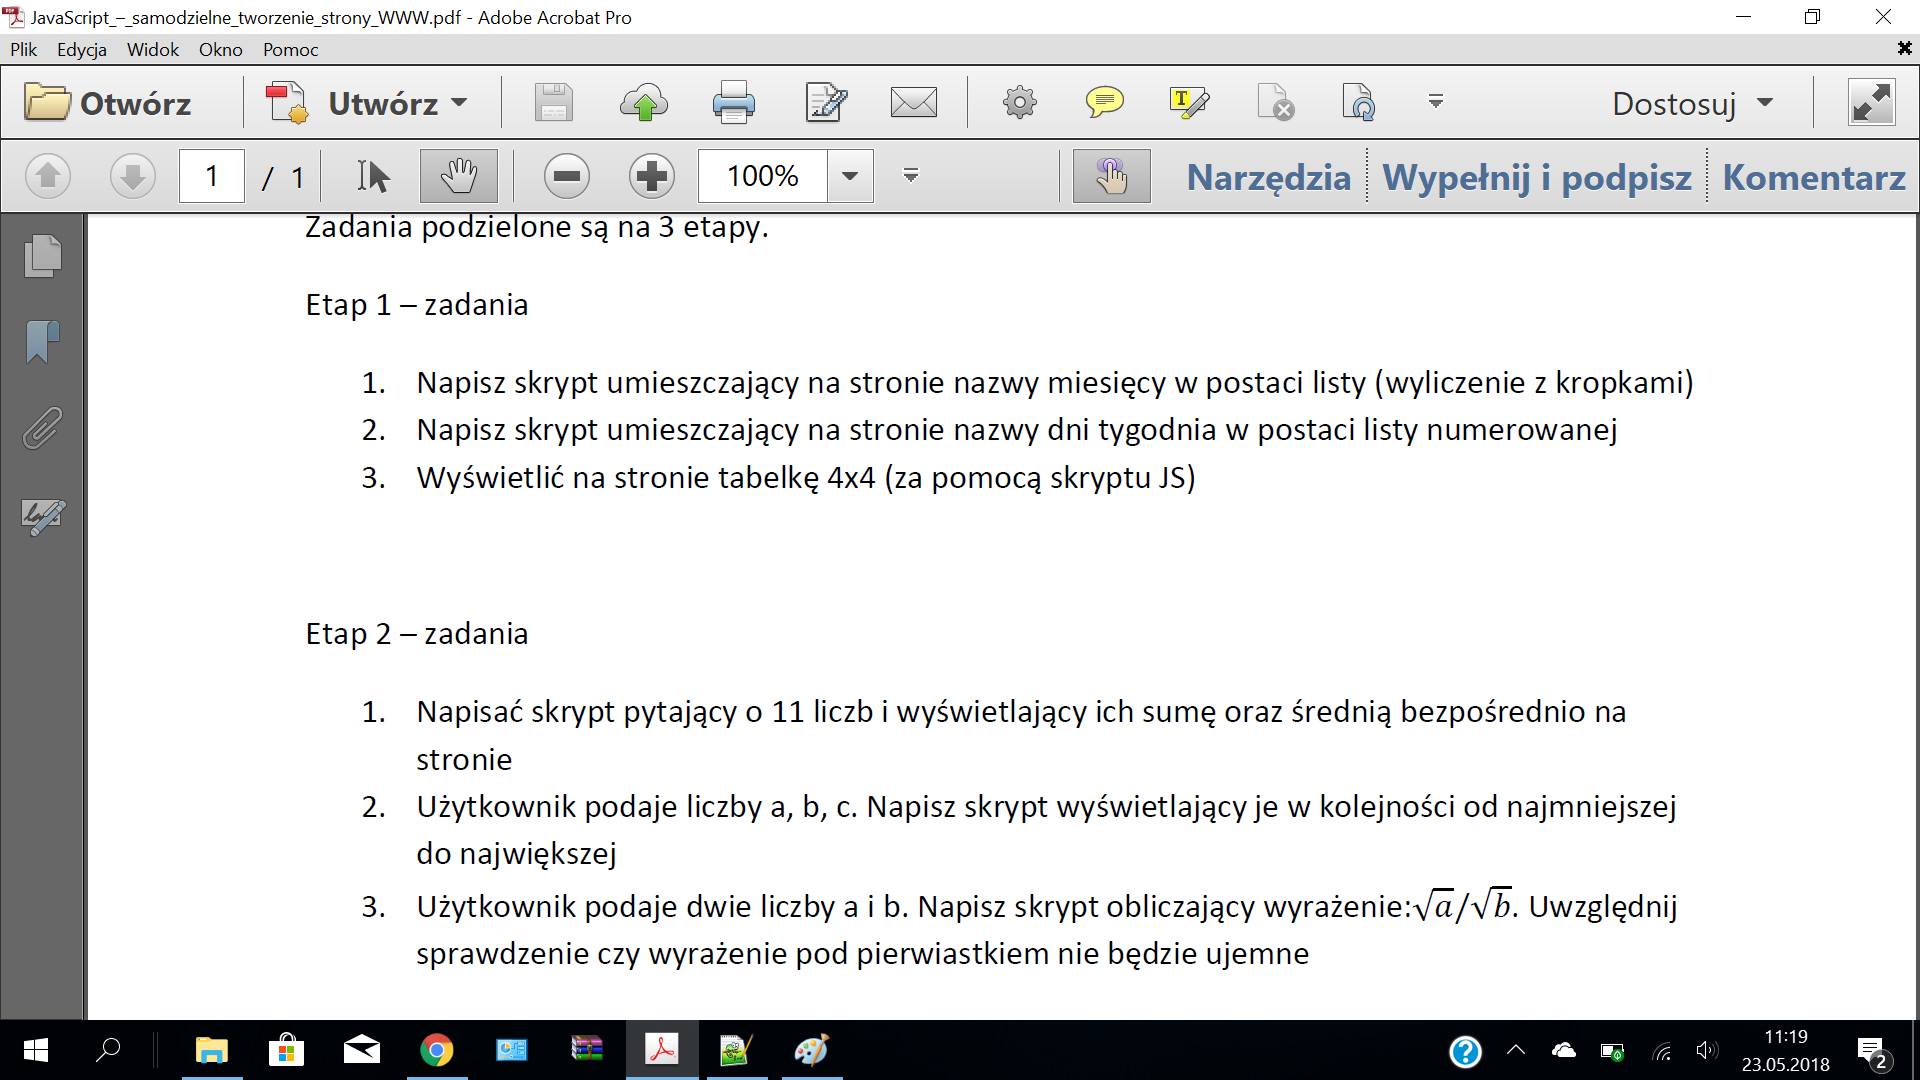 JavaScript_–_samodzielne_tworzenie_strony_WWW.pdf - Adobe Acrobat Pro
Plik Edycja Widok Okno Pomoc
Otwórz Utwórz Dostosuj
1 / 1 100% Narzędzia Wypełnij i podpisz Komentarz
Zadania podzielone są na 3 etapy.
Etap 1 – zadania
1. Napisz skrypt umieszczający na stronie nazwy miesięcy w postaci listy (wyliczenie z kropkami)
2. Napisz skrypt umieszczający na stronie nazwy dni tygodnia w postaci listy numerowanej
3. Wyświetlić na stronie tabelkę 4x4 (za pomocą skryptu JS)
Etap 2 – zadania
1. Napisać skrypt pytający o 11 liczb i wyświetlający ich sumę oraz średnią bezpośrednio na
stronie
2. Użytkownik podaje liczby a, b, c. Napisz skrypt wyświetlający je w kolejności od najmniejszej
do największej
3. Użytkownik podaje dwie liczby a i b. Napisz skrypt obliczający wyrażenie:√a/√b. Uwzględnij
sprawdzenie czy wyrażenie pod pierwiastkiem nie będzie ujemne
11:19
23.05.2018
2